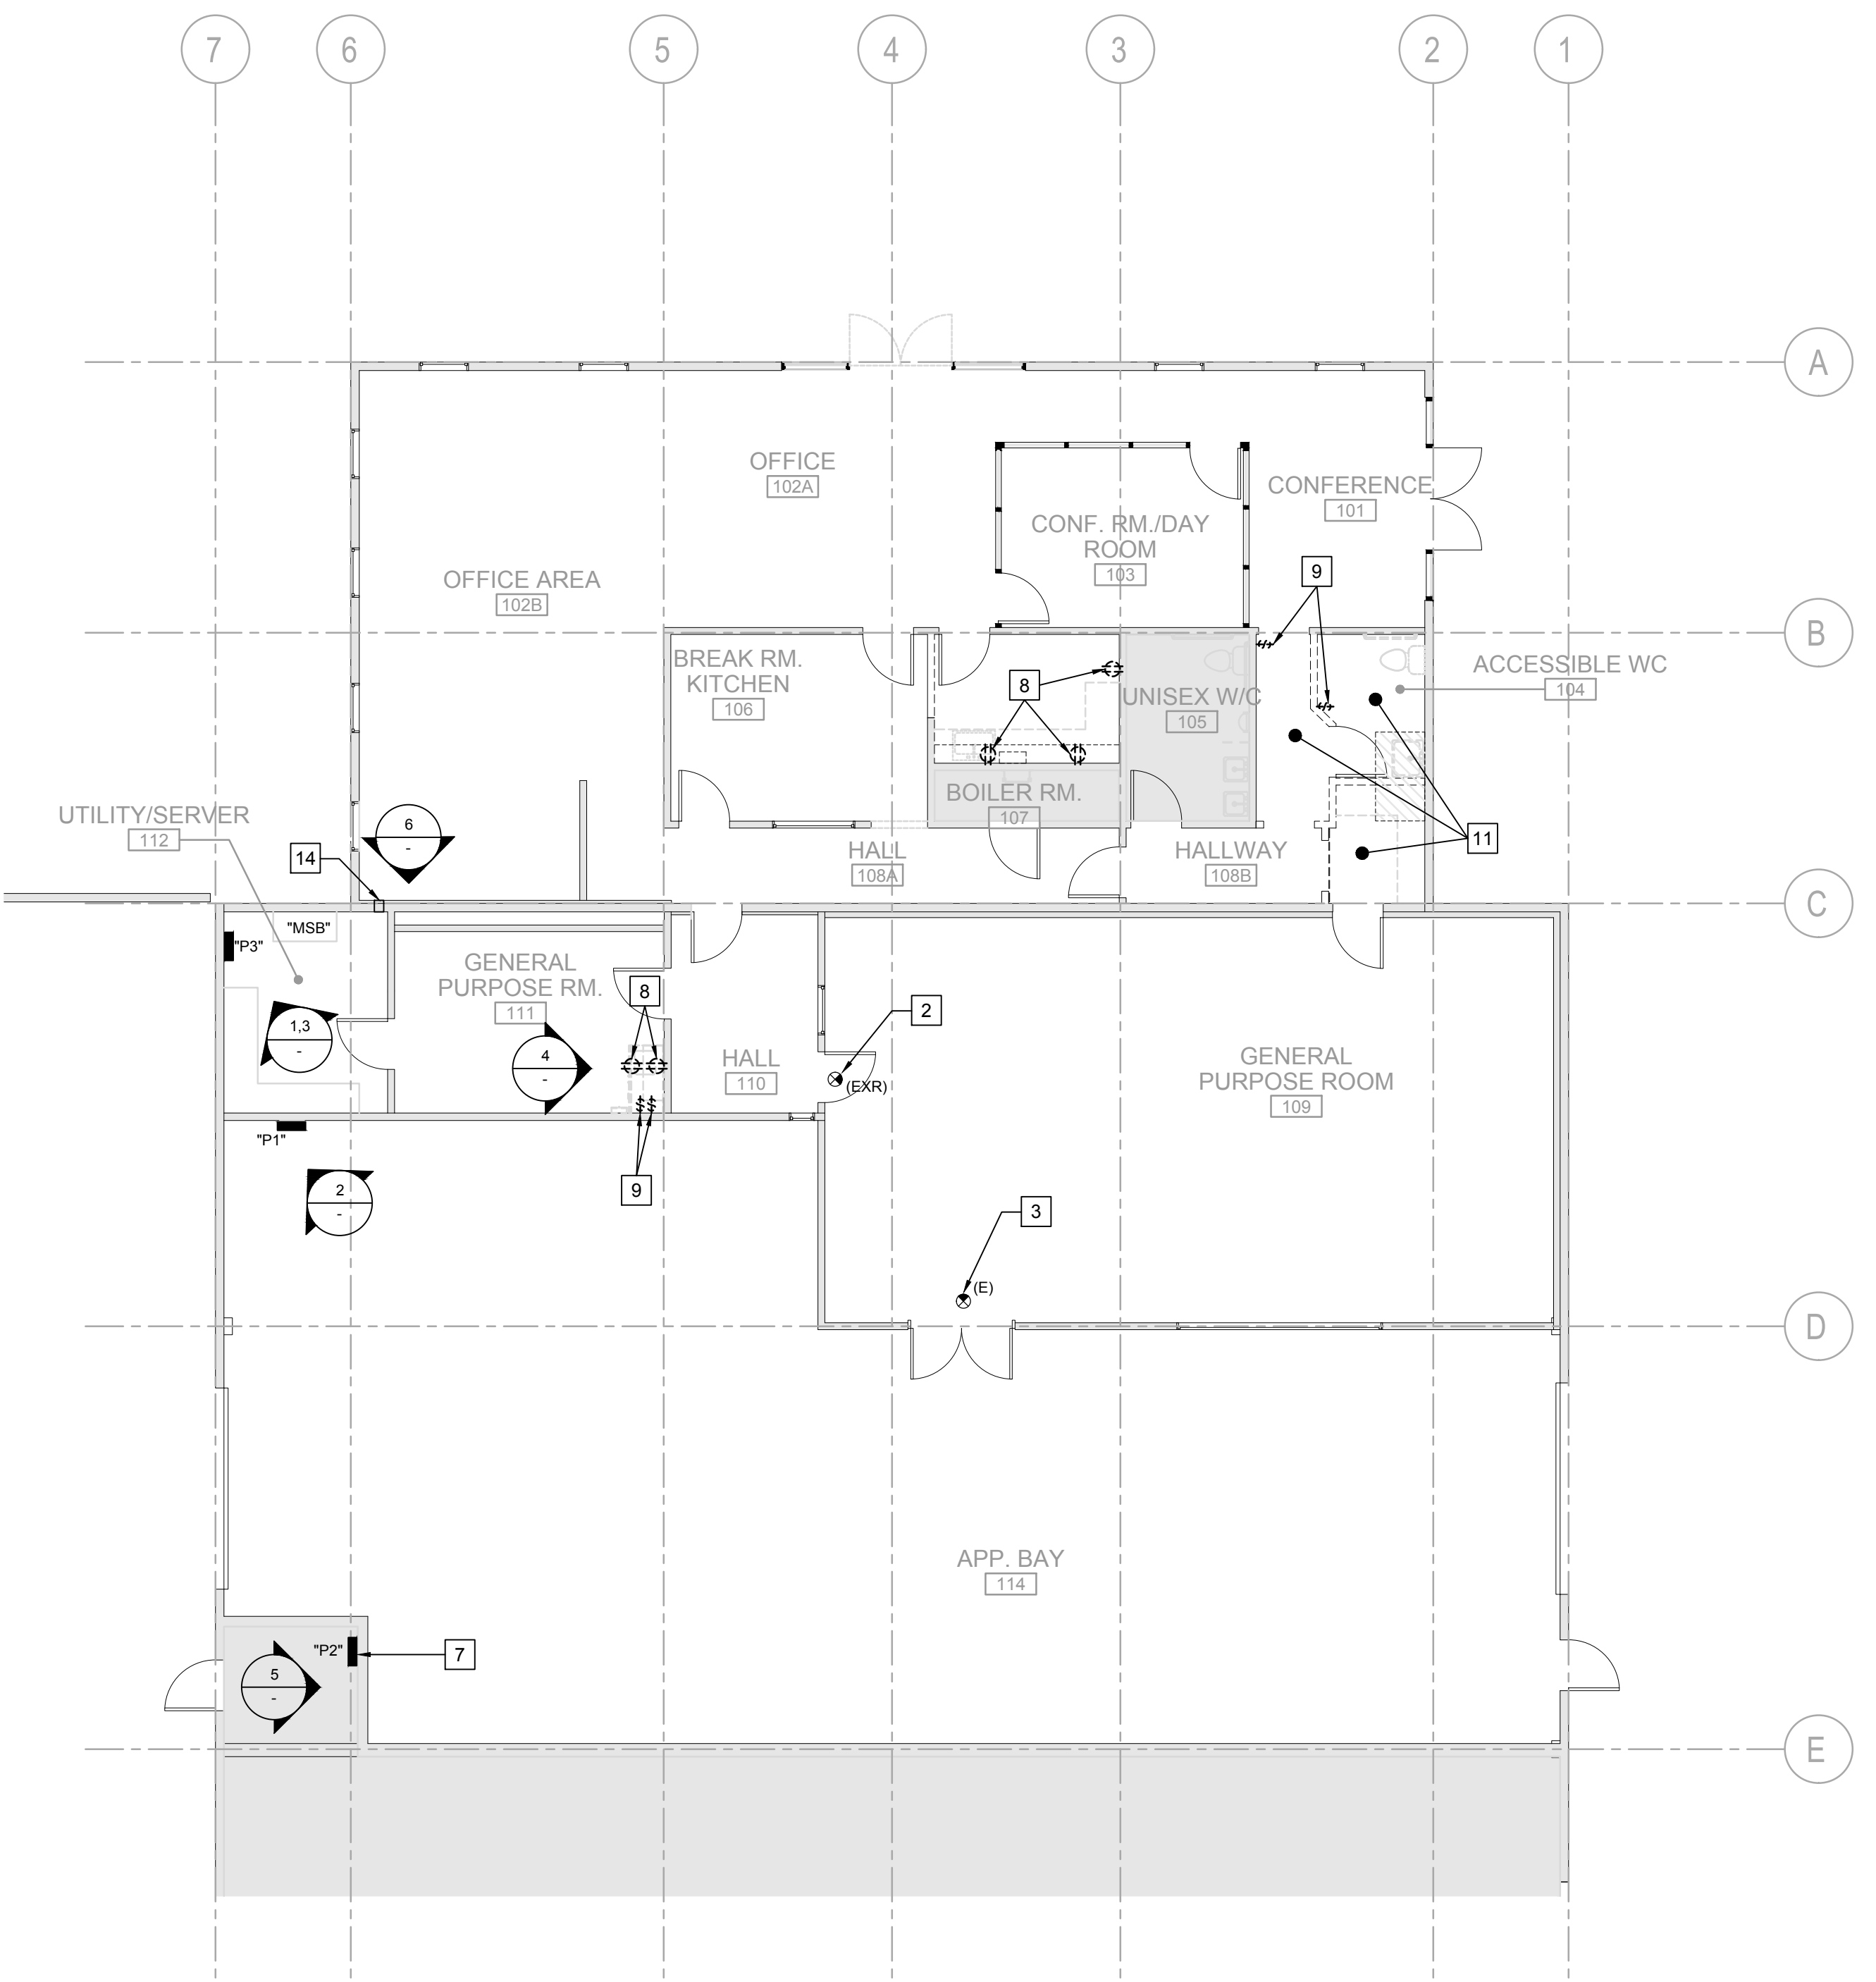 7 6 5 4 3 2 1
A
OFFICE
102A
CONFERENCE
101
CONF. RM./DAY
ROOM
103
OFFICE AREA
102B
9
B
BREAK RM.
KITCHEN
106
8
UNISEX W/C
105
ACCESSIBLE WC
104
UTILITY/SERVER
112
BOILER RM.
107
6
-
14
HALL
108A
HALLWAY
108B
11
C
"MSB"
"P3"
GENERAL
PURPOSE RM.
111
8
2
1,3
-
4
-
HALL
110
(EXR)
GENERAL
PURPOSE ROOM
109
"P1"
9
2
-
3
(E)
D
APP. BAY
114
"P2"
7
5
-
E